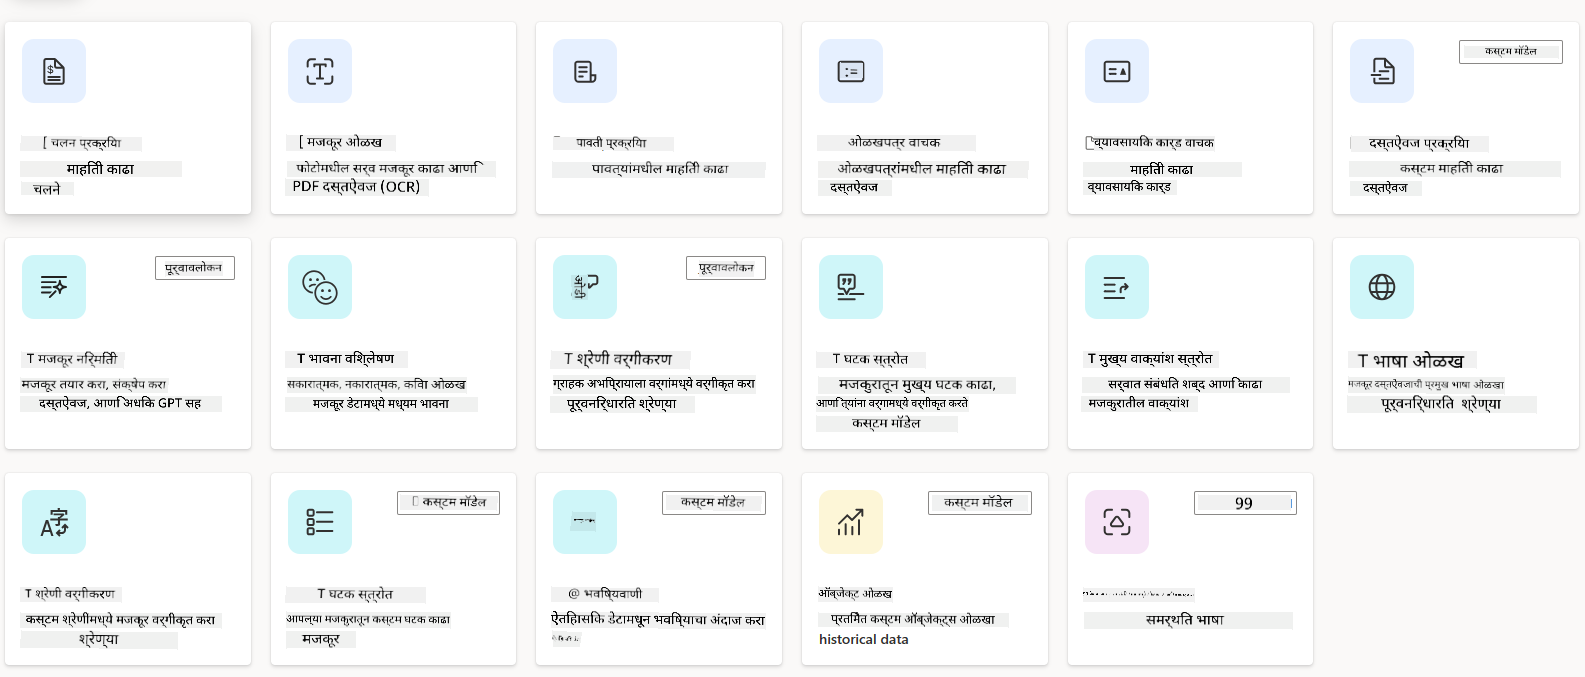 कस्टम मॉडेल
[ चलन प्रक्रिया
माहिती काढा
चलने
[ मजकूर ओळख
फोटोमधील सर्व मजकूर काढा आणि
PDF दस्तऐवज (OCR)
पावती प्रक्रिया
पावत्यांमधील माहिती काढा
ओळखपत्र वाचक
ओळखपत्रांमधील माहिती काढा
दस्तऐवज
व्यावसायिक कार्ड वाचक
माहिती काढा
व्यावसायिक कार्ड
दस्तऐवज प्रक्रिया
कस्टम माहिती काढा
दस्तऐवज
पूर्वावलोकन
पूर्वावलोकन
T मजकूर निर्मिती
मजकूर तयार करा, संक्षेप करा
दस्तऐवज, आणि अधिक GPT सह
T भावना विश्लेषण
सकारात्मक, नकारात्मक, किंवा ओळख
मजकूर डेटामध्ये मध्यम भावना
T श्रेणी वर्गीकरण
ग्राहक अभिप्रायाला वर्गांमध्ये वर्गीकृत करा
पूर्वनिर्धारित श्रेण्या
T घटक स्त्रोत
मजकुरातून मुख्य घटक काढा,
आणि त्यांना वर्गांमध्ये वर्गीकृत करते
कस्टम मॉडेल
T मुख्य वाक्यांश स्त्रोत
सर्वात संबंधित शब्द आणि काढा
मजकुरातील वाक्यांश
T भाषा ओळख
मजकूर दस्तऐवजाची प्रमुख भाषा ओळखा
पूर्वनिर्धारित श्रेण्या
कस्टम मॉडेल
कस्टम मॉडेल
कस्टम मॉडेल
99
T श्रेणी वर्गीकरण
कस्टम श्रेणीमध्ये मजकूर वर्गीकृत करा
श्रेण्या
T घटक स्त्रोत
आपल्या मजकुरातून कस्टम घटक काढा
मजकूर
@ भविष्यवाणी
ऐतिहासिक डेटामधून भविष्याचा अंदाज करा
ऑब्जेक्ट ओळख
प्रतिमेत कस्टम ऑब्जेक्ट्स ओळखा
historical data
समर्थित भाषा